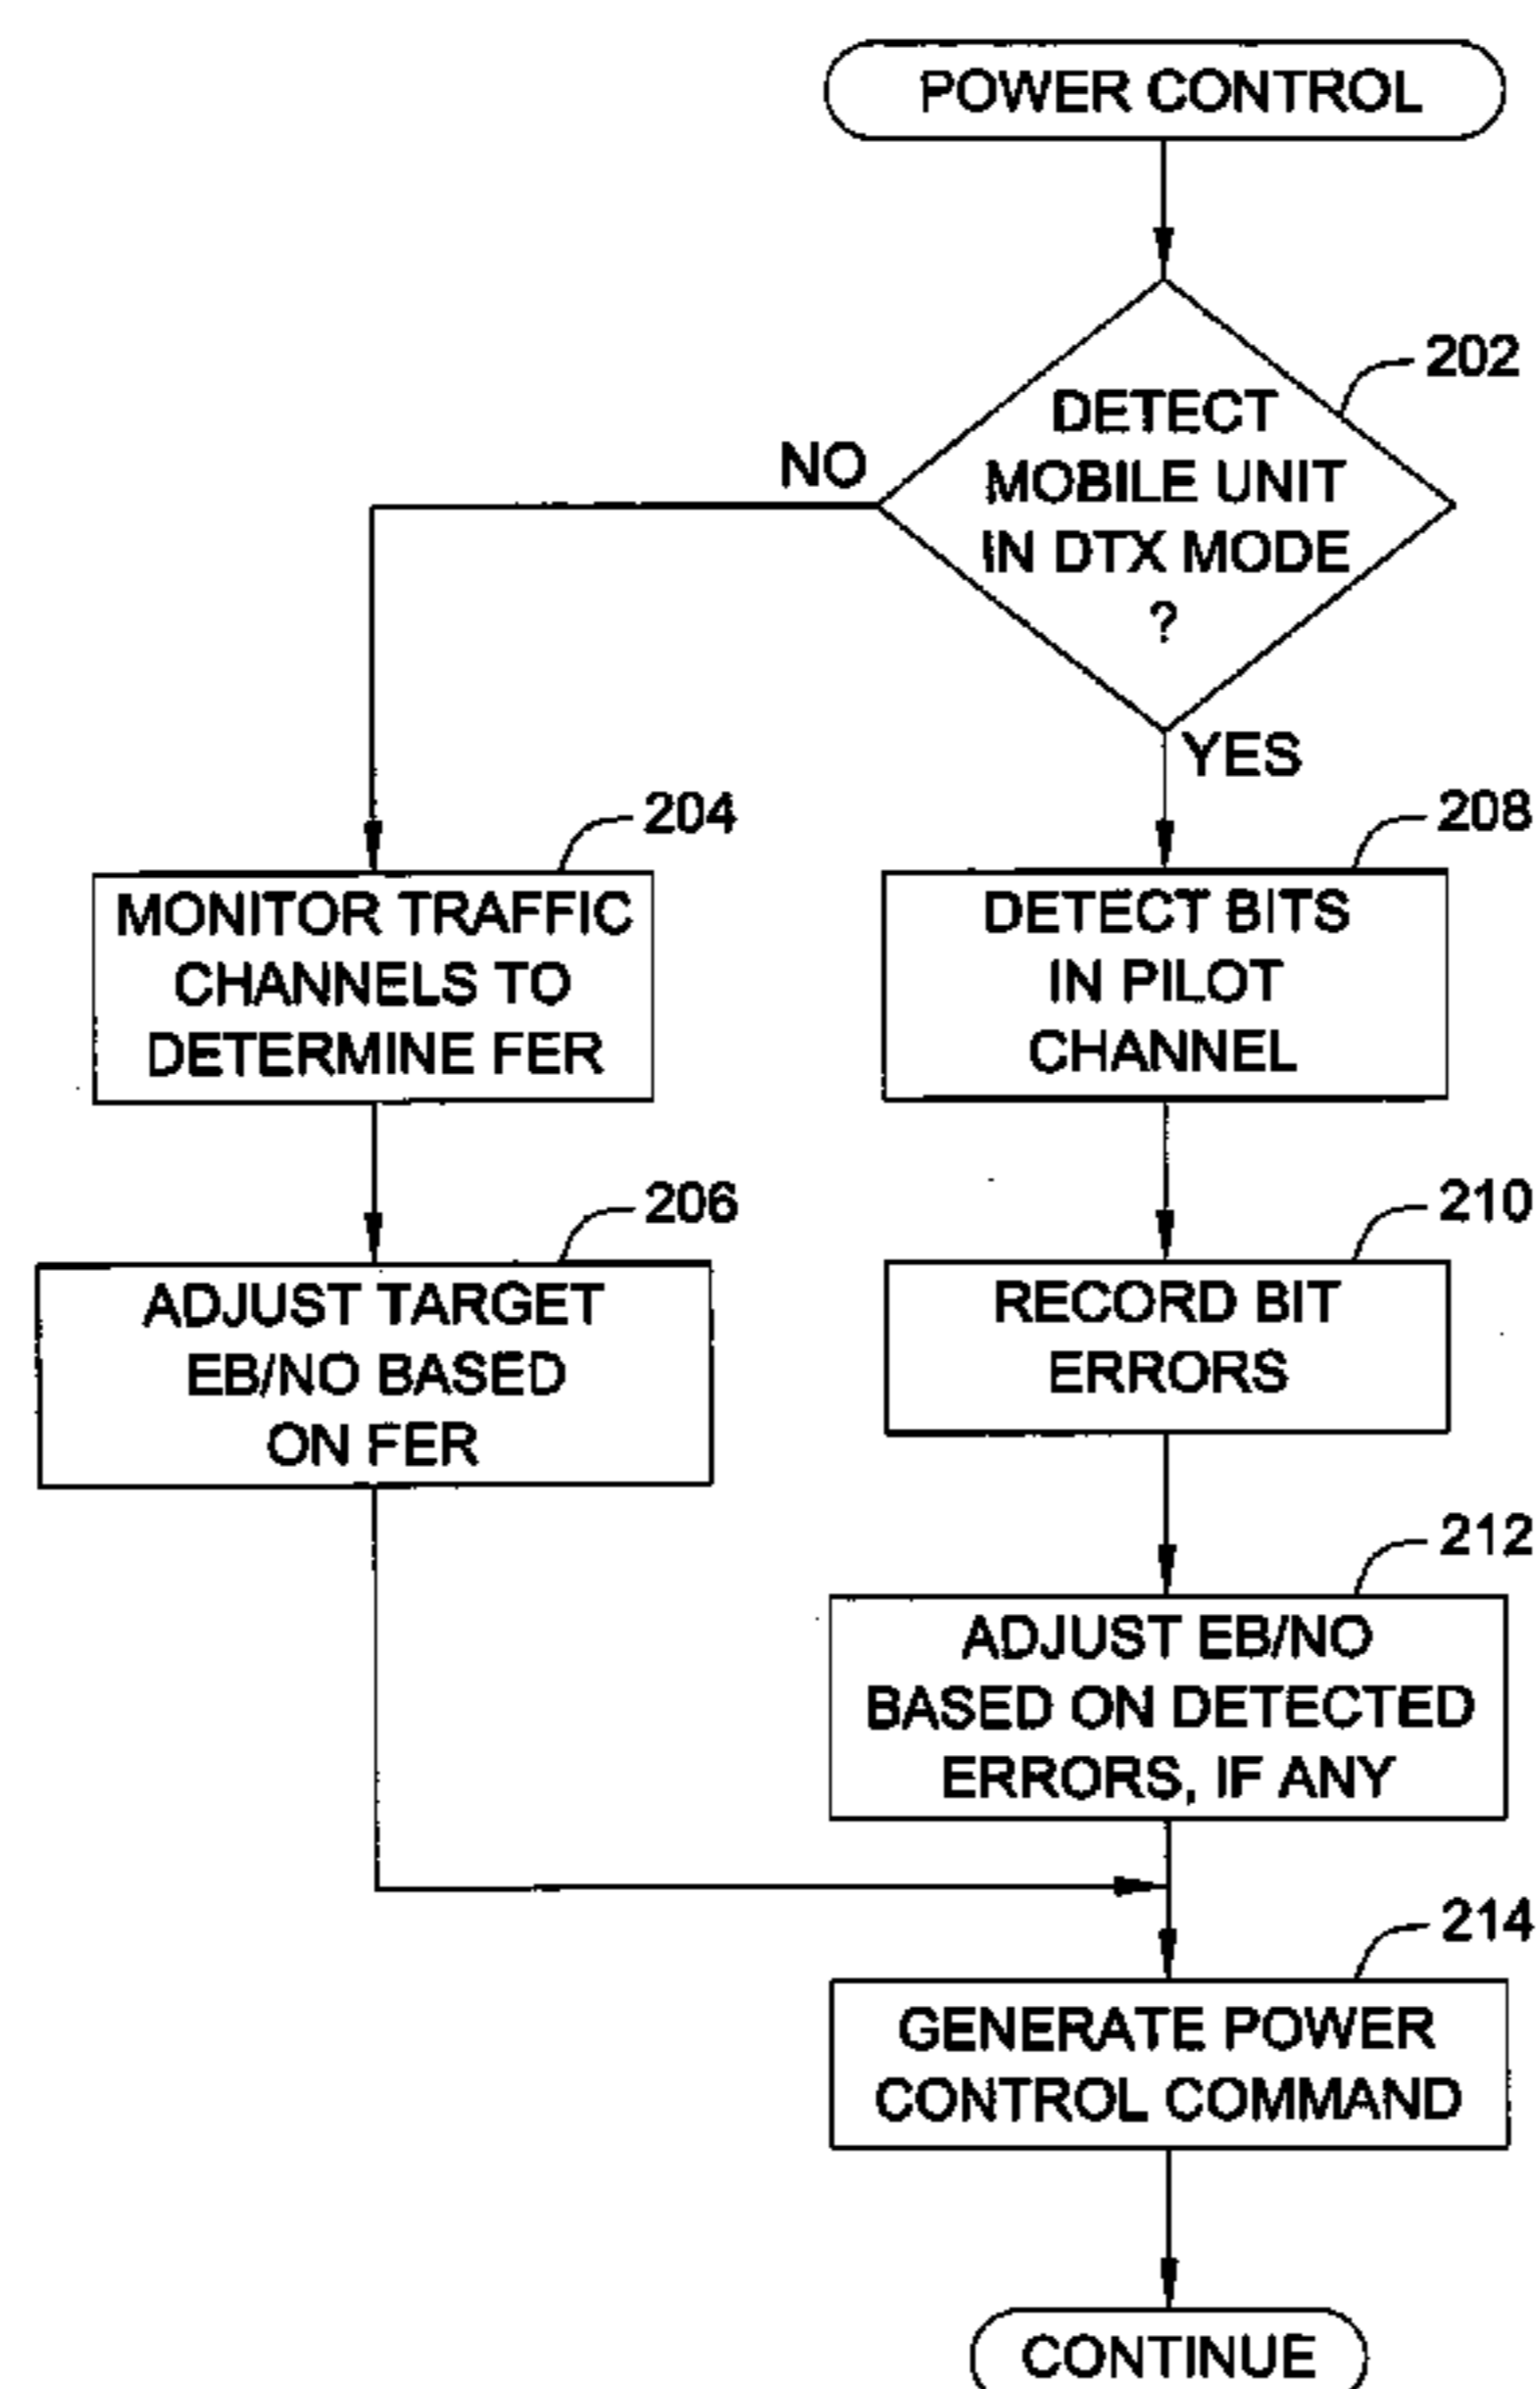 POWER CONTROL
202
DETECT
MOBILE UNIT
IN DTX MODE
?
NO
YES
204
MONITOR TRAFFIC
CHANNELS TO
DETERMINE FER
208
DETECT BITS
IN PILOT
CHANNEL
206
ADJUST TARGET
EB/NO BASED
ON FER
210
RECORD BIT
ERRORS
212
ADJUST EB/NO
BASED ON DETECTED
ERRORS, IF ANY
214
GENERATE POWER
CONTROL COMMAND
CONTINUE